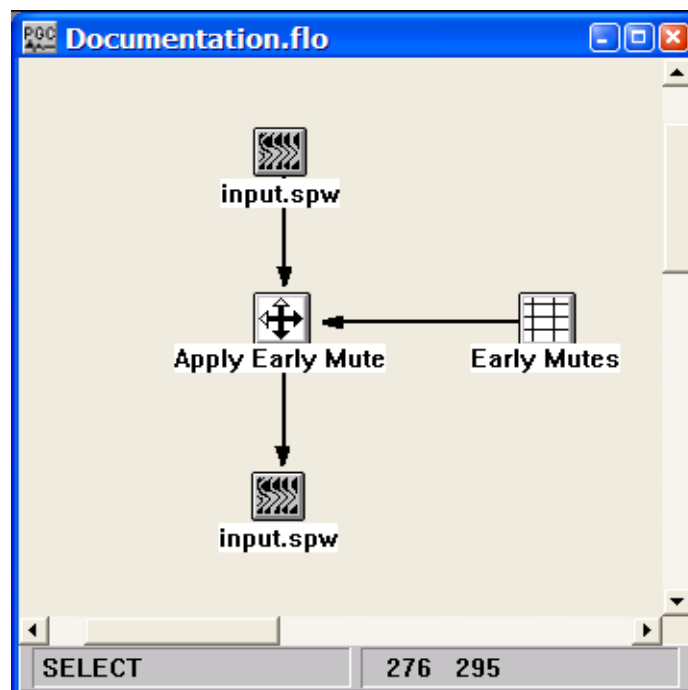 Documentation.flo
input.spw
Apply Early Mute
Early Mutes
input.spw
SELECT
276 295